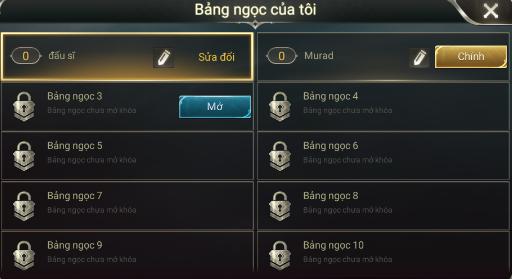 Bảng ngọc của tôi
0 đấu sĩ Sửa đổi
0 Murad Chỉnh
Bảng ngọc 3
Bảng ngọc chưa mở khóa
Mở
Bảng ngọc 4
Bảng ngọc chưa mở khóa
Bảng ngọc 5
Bảng ngọc chưa mở khóa
Bảng ngọc 6
Bảng ngọc chưa mở khóa
Bảng ngọc 7
Bảng ngọc chưa mở khóa
Bảng ngọc 8
Bảng ngọc chưa mở khóa
Bảng ngọc 9
Bảng ngọc chưa mở khóa
Bảng ngọc 10
Bảng ngọc chưa mở khóa